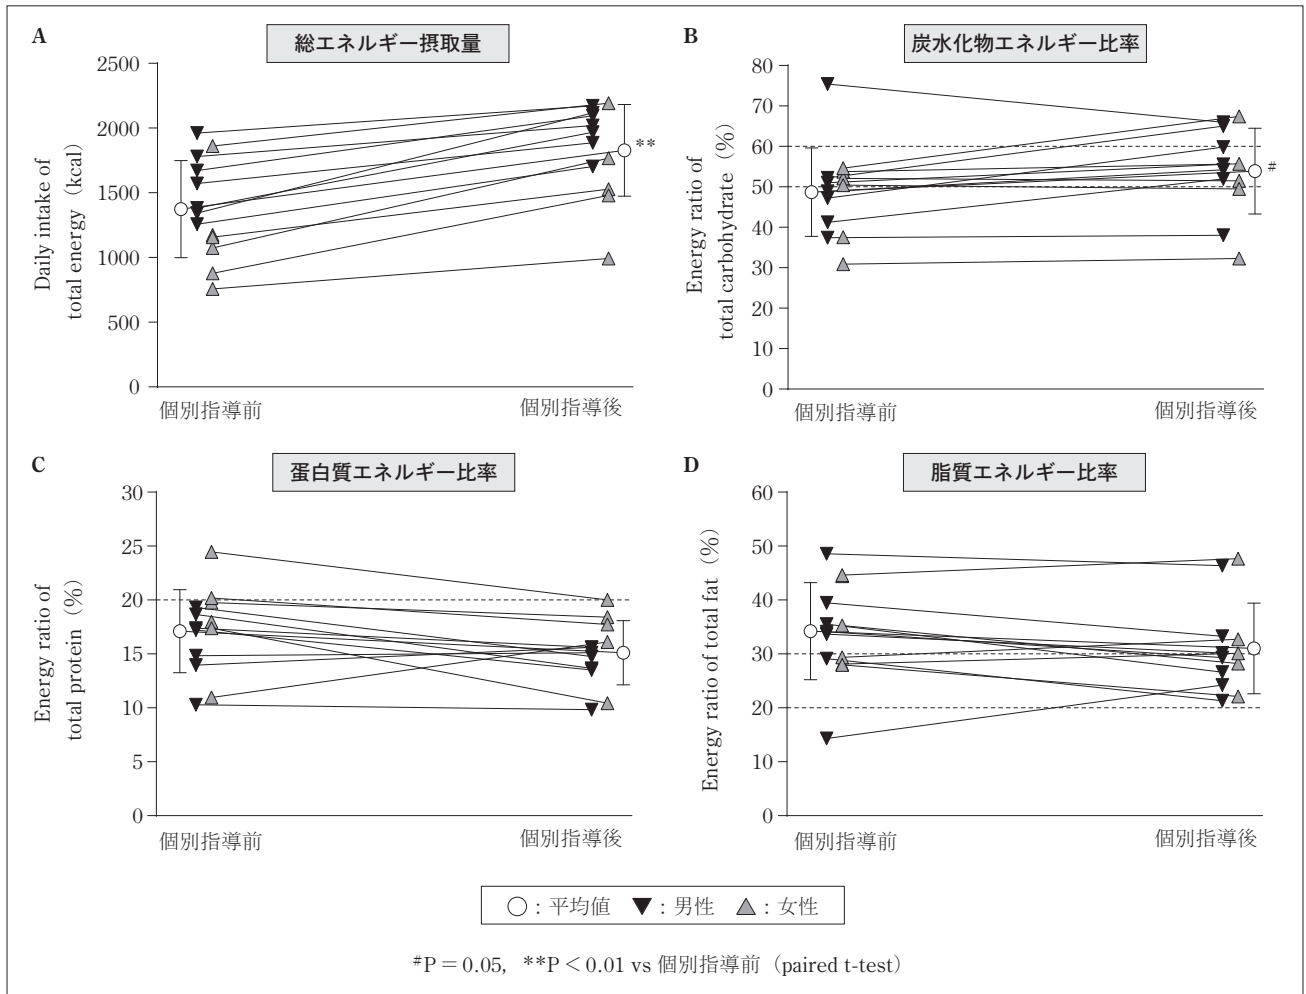 A
総エネルギー摂取量
Daily intake of
total energy（kcal）
2500
2000
1500
1000
500
0
**
個別指導前
個別指導後
B
炭水化物エネルギー比率
Energy ratio of
total carbohydrate（%）
80
70
60
50
40
30
20
10
0
#
個別指導前
個別指導後
C
蛋白質エネルギー比率
Energy ratio of
total protein（%）
30
25
20
15
10
5
0
個別指導前
個別指導後
D
脂質エネルギー比率
Energy ratio of total fat（%）
60
50
40
30
20
10
0
個別指導前
個別指導後
○：平均値 ▼：男性 ▲：女性
#P＝0.05, **P＜0.01 vs 個別指導前（paired t-test）